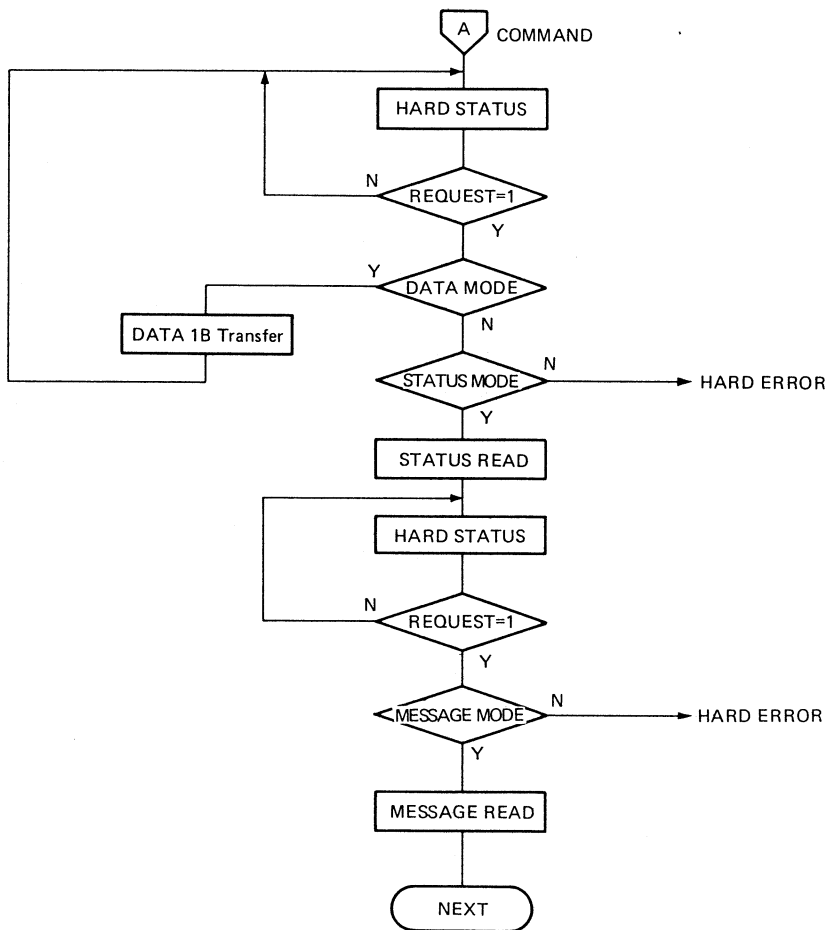 A
COMMAND
HARD STATUS
N
REQUEST=1
Y
Y
DATA MODE
N
DATA 1B Transfer
N
STATUS MODE
HARD ERROR
Y
STATUS READ
HARD STATUS
N
REQUEST=1
Y
N
MESSAGE MODE
HARD ERROR
Y
MESSAGE READ
NEXT